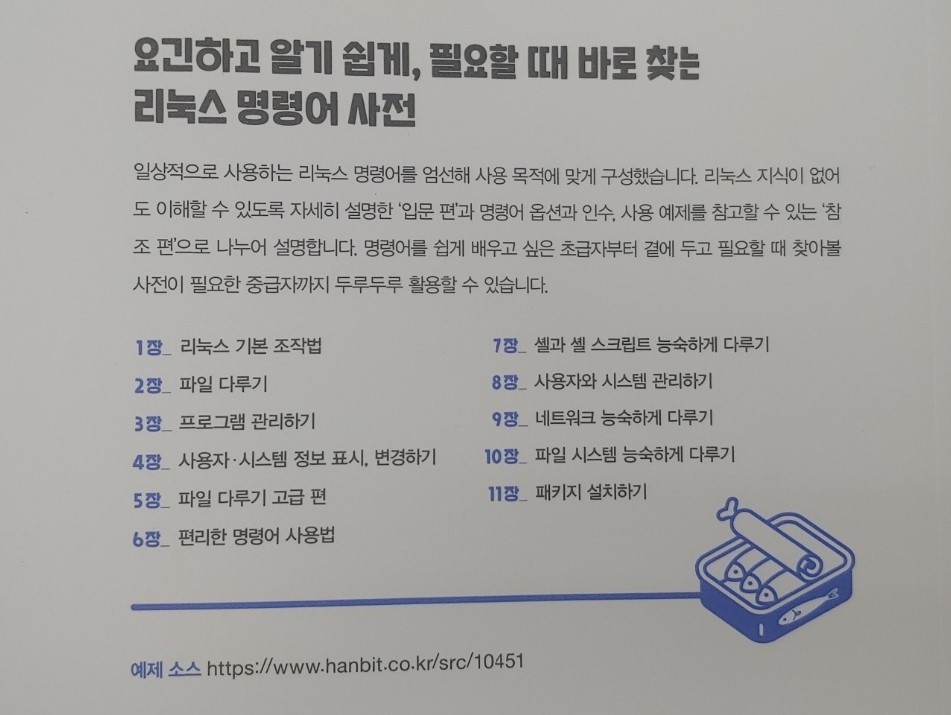 요긴하고 알기 쉽게, 필요할 때 바로 찾는
리눅스 명령어 사전
일상적으로 사용하는 리눅스 명령어를 엄선해 사용 목적에 맞게 구성했습니다. 리눅스 지식이 없어
도 이해할 수 있도록 자세히 설명한 ‘입문 편’과 명령어 옵션과 인수, 사용 예제를 참고할 수 있는 ‘참
조 편’으로 나누어 설명합니다. 명령어를 쉽게 배우고 싶은 초급자부터 곁에 두고 필요할 때 찾아볼
사전이 필요한 중급자까지 두루두루 활용할 수 있습니다.
1장_ 리눅스 기본 조작법
2장_ 파일 다루기
3장_ 프로그램 관리하기
4장_ 사용자·시스템 정보 표시, 변경하기
5장_ 파일 다루기 고급 편
6장_ 편리한 명령어 사용법
7장_ 셸과 셸 스크립트 능숙하게 다루기
8장_ 사용자와 시스템 관리하기
9장_ 네트워크 능숙하게 다루기
10장_ 파일 시스템 능숙하게 다루기
11장_ 패키지 설치하기
예제 소스 https://www.hanbit.co.kr/src/10451